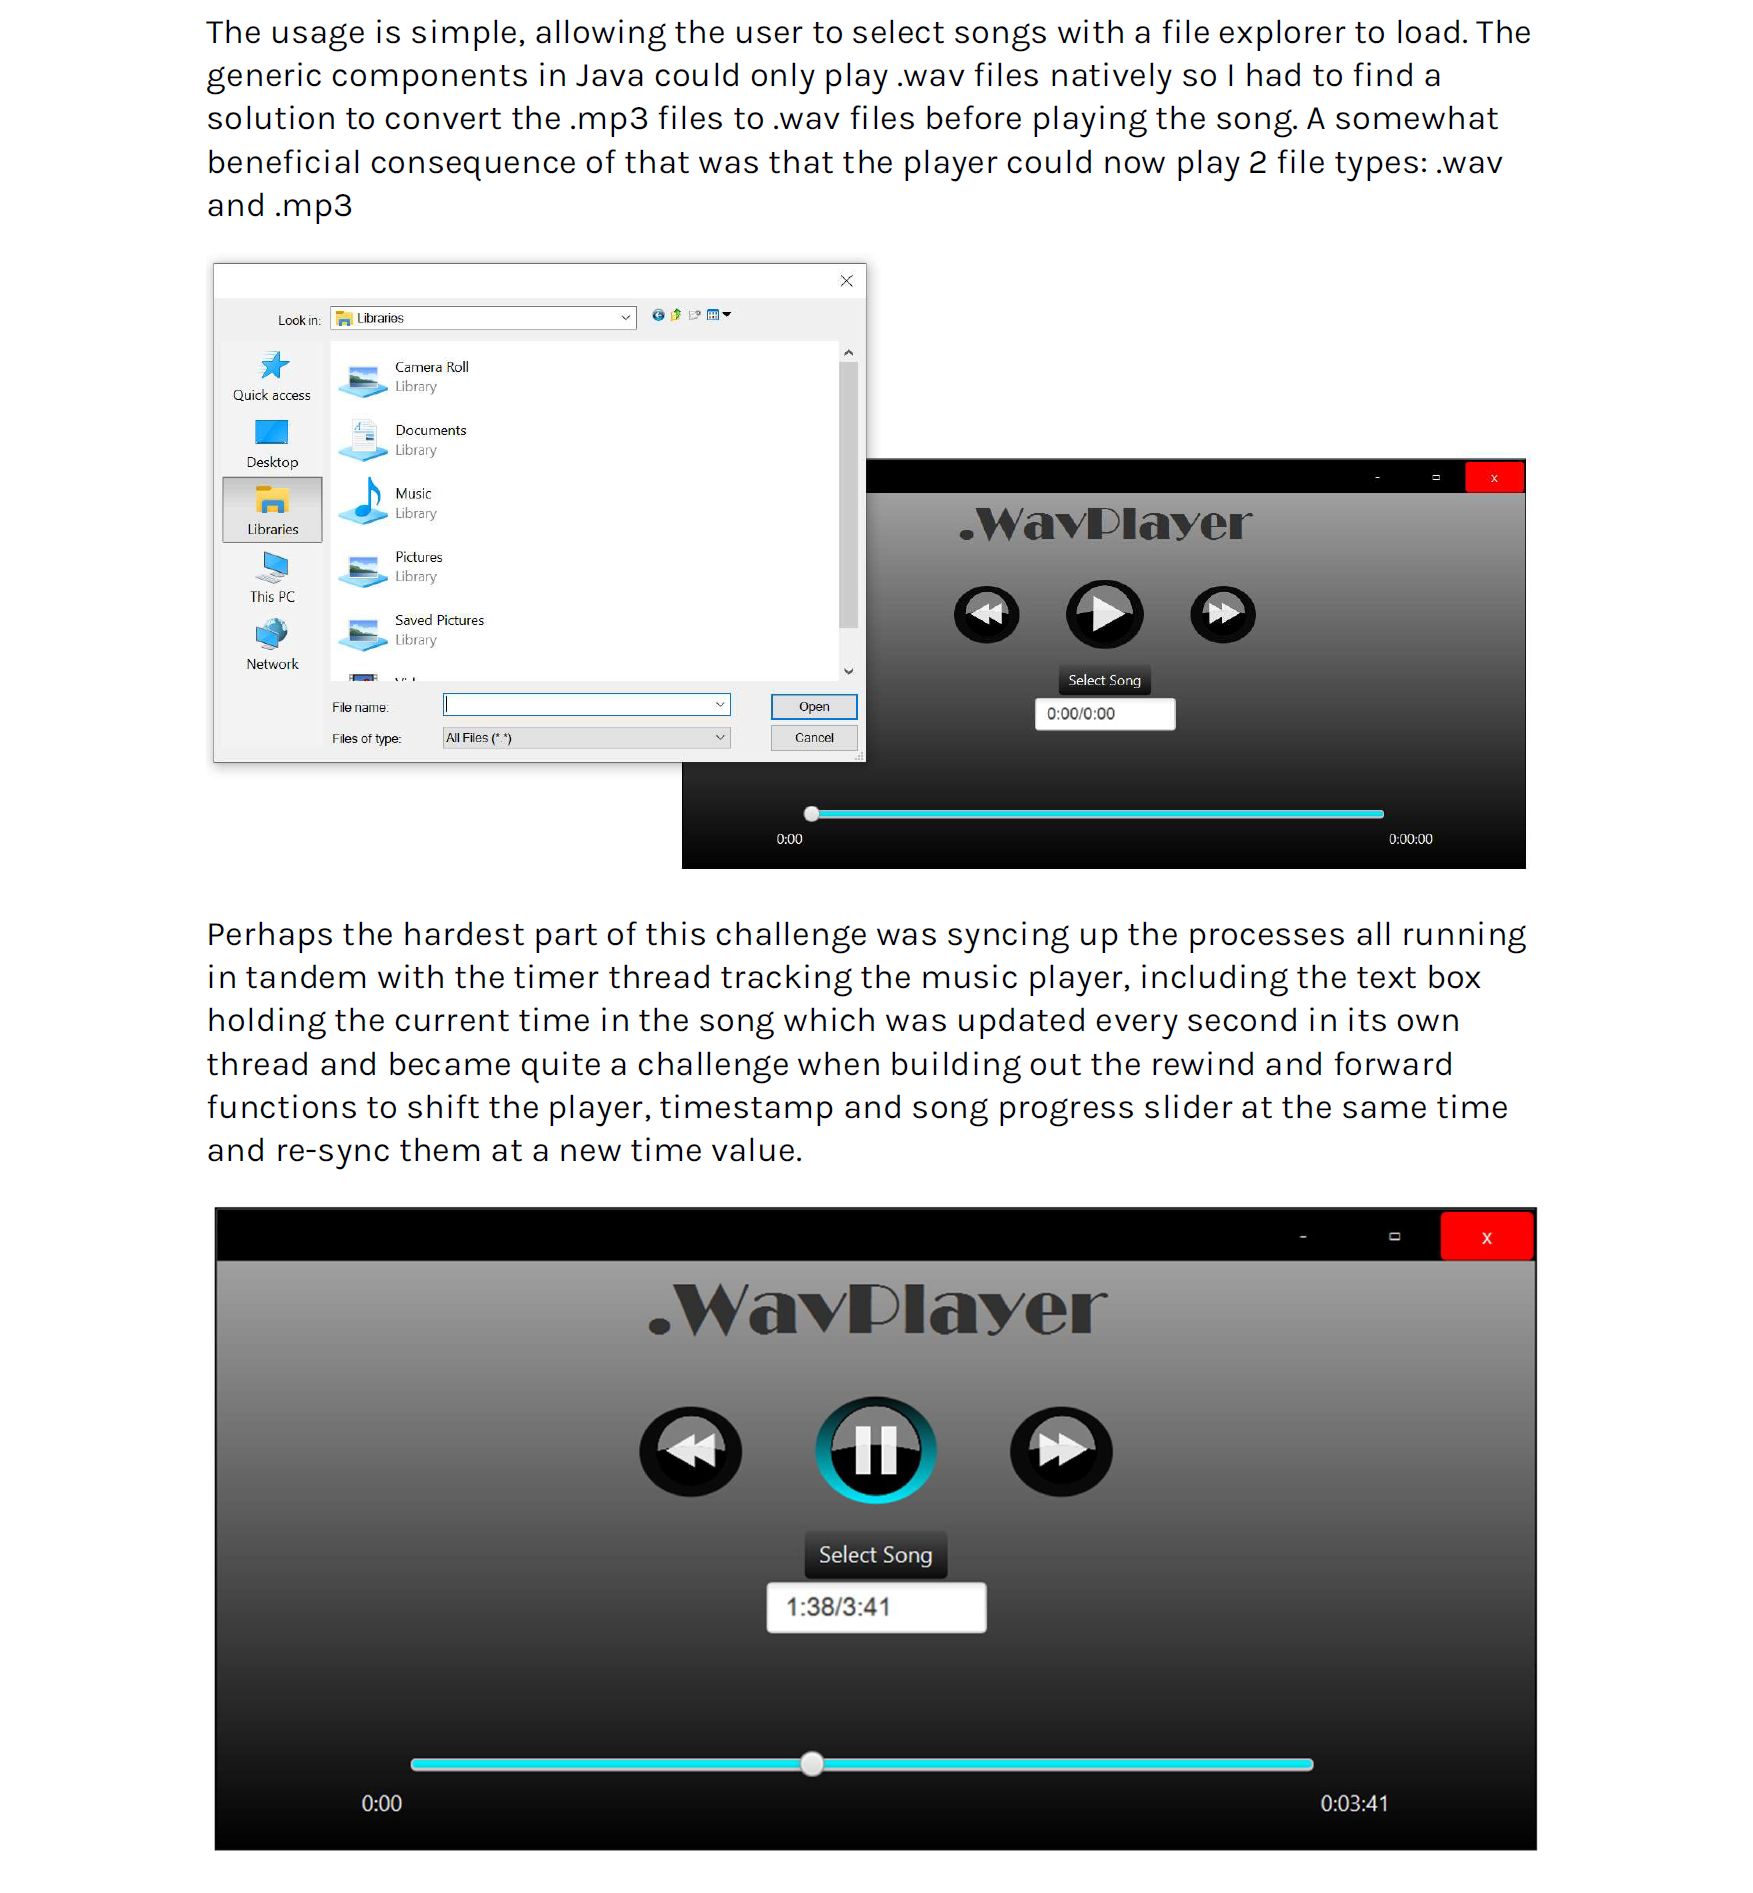 The usage is simple, allowing the user to select songs with a file explorer to load. The
generic components in Java could only play .wav files natively so I had to find a
solution to convert the .mp3 files to .wav files before playing the song. A somewhat
beneficial consequence of that was that the player could now play 2 file types: .wav
and .mp3
Look in:
Libraries
Quick access
Desktop
Libraries
This PC
Network
Camera Roll
Library
Documents
Library
Music
Library
Pictures
Library
Saved Pictures
Library
File name:
Open
Files of type:
All Files (*.*)
Cancel
- x
.WavPlayer
Select Song
0:00/0:00
0:00
0:00:00
Perhaps the hardest part of this challenge was syncing up the processes all running
in tandem with the timer thread tracking the music player, including the text box
holding the current time in the song which was updated every second in its own
thread and became quite a challenge when building out the rewind and forward
functions to shift the player, timestamp and song progress slider at the same time
and re-sync them at a new time value.
- x
.WavPlayer
Select Song
1:38/3:41
0:00
0:03:41